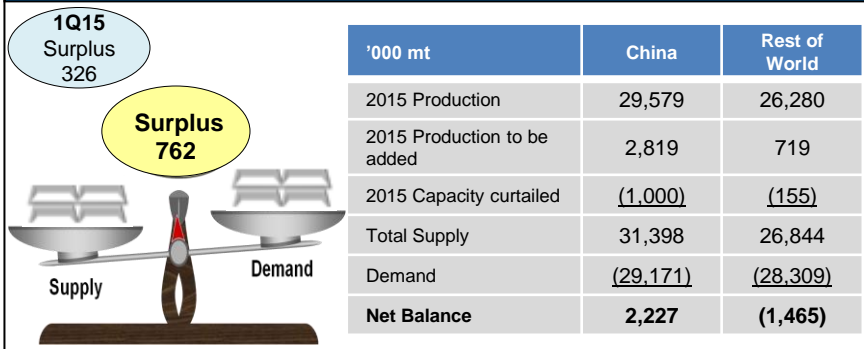 1Q15
Surplus
326
Surplus
762
Supply
Demand
'000 mt China Rest of
World
2015 Production 29,579 26,280
2015 Production to be
added 2,819 719
2015 Capacity curtailed (1,000) (155)
Total Supply 31,398 26,844
Demand (29,171) (28,309)
Net Balance 2,227 (1,465)